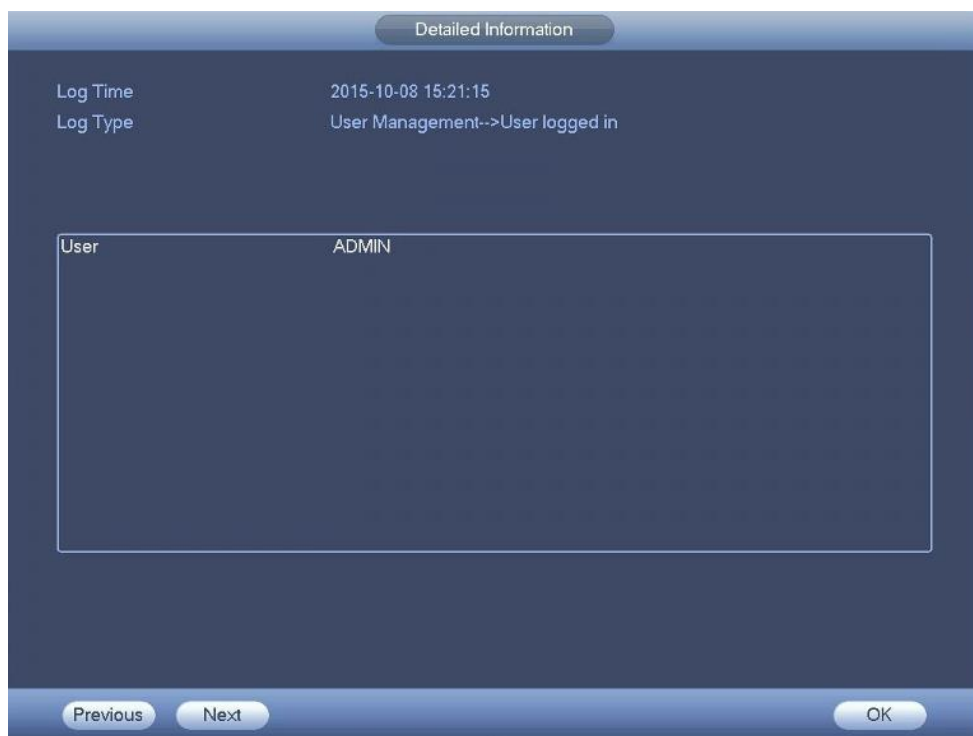 Detailed Information
Log Time 2015-10-08 15:21:15
Log Type User Management-->User logged in
User ADMIN
Previous Next OK